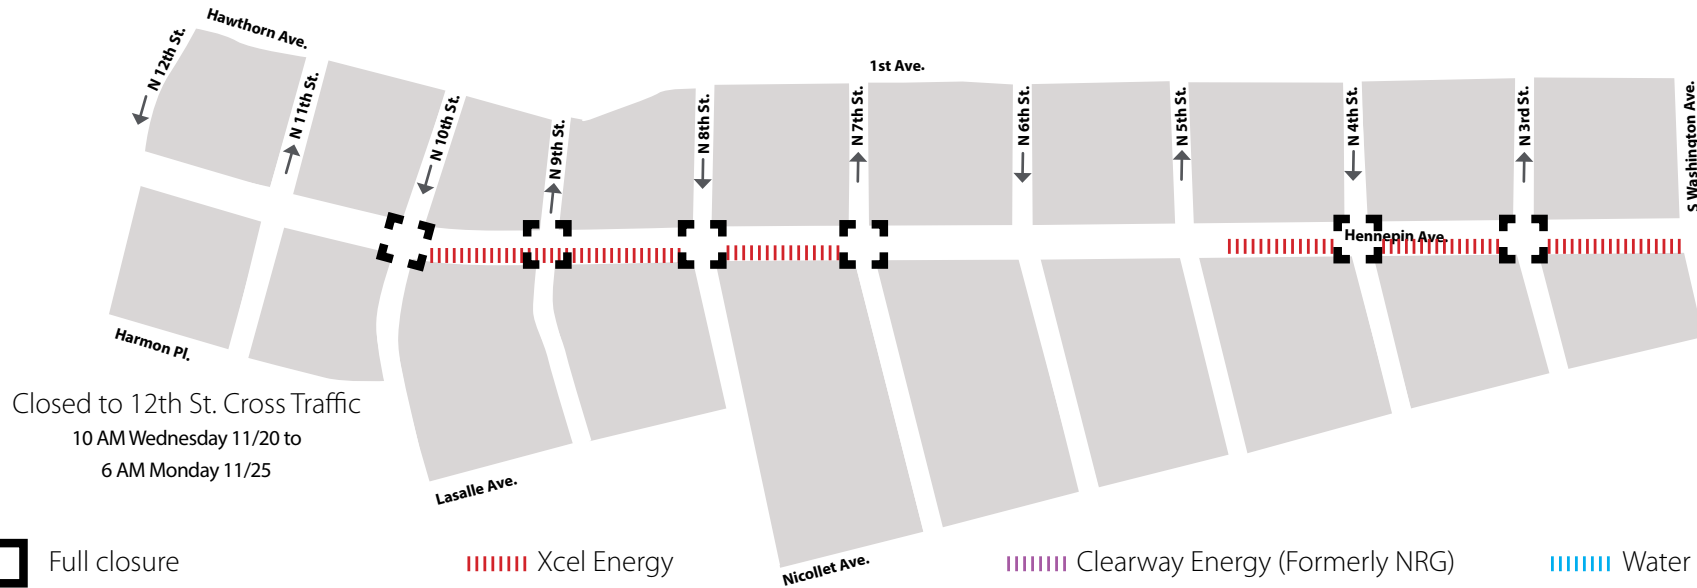 Hawthorn Ave.
N 12th St.
N 11th St.
N 10th St.
N 9th St.
N 8th St.
1st Ave.
N 7th St.
N 6th St.
N 5th St.
N 4th St.
N 3rd St.
S Washington Ave.
Hennepin Ave.
Harmon Pl.
Closed to 12th St. Cross Traffic
10 AM Wednesday 11/20 to
6 AM Monday 11/25
Lasalle Ave.
Nicollet Ave.
Full closure
Xcel Energy
Clearway Energy (Formerly NRG)
Water